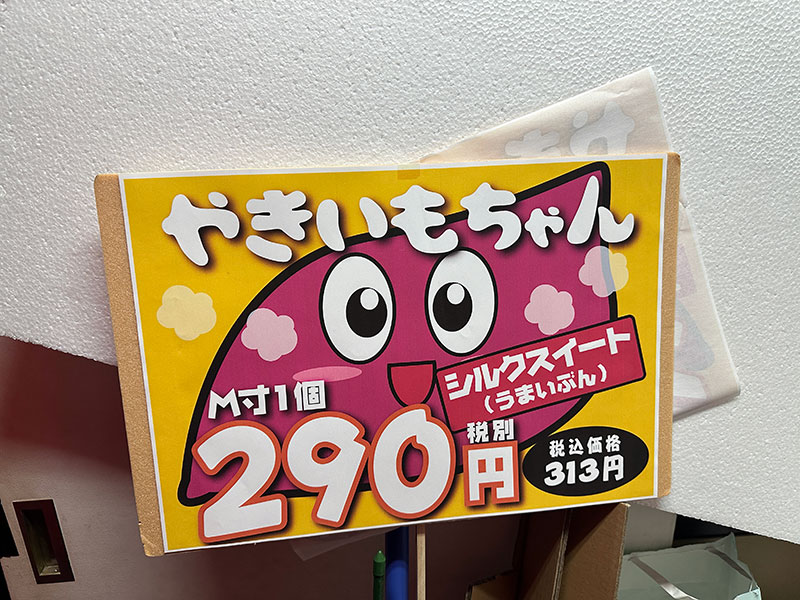 やきいもちゃん
シルクスイート
(うまいぷん)
M寸1個
290円
税別
税込価格
313円